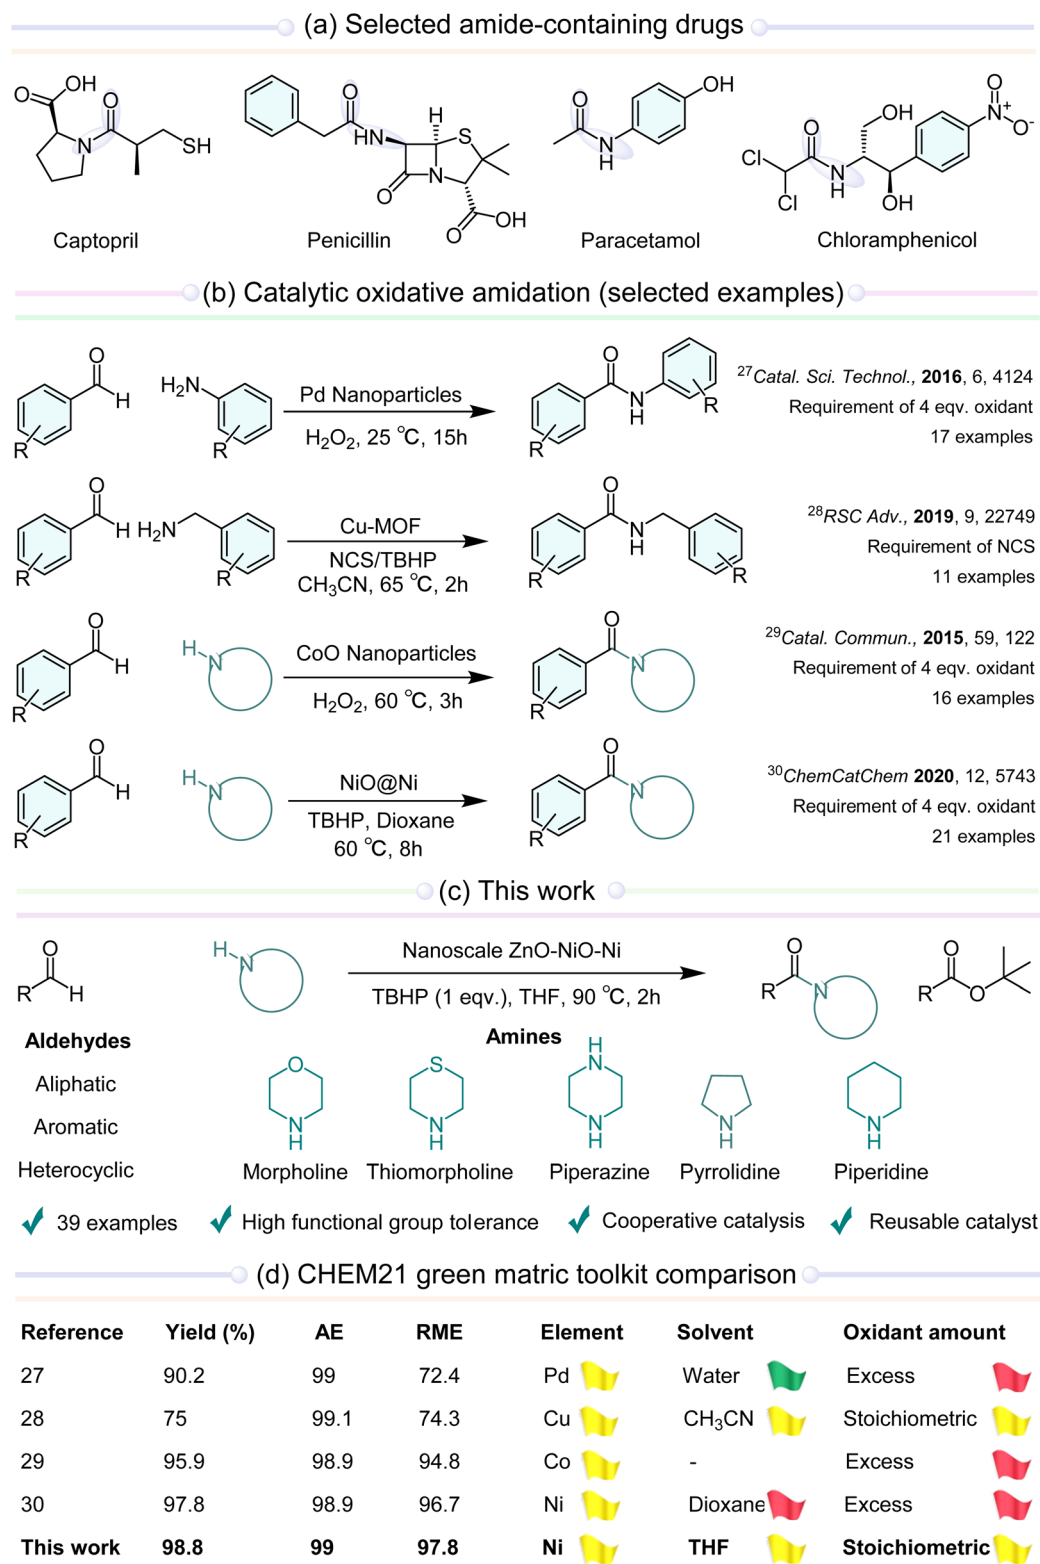 (a) Selected amide-containing drugs
O OH O N SH
O HN H S N O O OH
O N H OH
Cl Cl O N H OH OH N+ O O-
Captopril Penicillin Paracetamol Chloramphenicol
(b) Catalytic oxidative amidation (selected examples)
O H R H₂N R
Pd Nanoparticles
H₂O₂, 25 ℃, 15h
O N H R R
²⁷Catal. Sci. Technol., 2016, 6, 4124
Requirement of 4 eqv. oxidant
17 examples
O H R H₂N R
Cu-MOF
NCS/TBHP
CH₃CN, 65 ℃, 2h
O N H R R
²⁸RSC Adv., 2019, 9, 22749
Requirement of NCS
11 examples
O H R H N
CoO Nanoparticles
H₂O₂, 60 ℃, 3h
O N R
²⁹Catal. Commun., 2015, 59, 122
Requirement of 4 eqv. oxidant
16 examples
O H R H N
NiO@Ni
TBHP, Dioxane
60 ℃, 8h
O N R
³⁰ChemCatChem 2020, 12, 5743
Requirement of 4 eqv. oxidant
21 examples
(c) This work
O R H H N
Nanoscale ZnO-NiO-Ni
TBHP (1 eqv.), THF, 90 ℃, 2h
O R N
O R O
Aldehydes
Aliphatic
Aromatic
Heterocyclic
Amines
O N H
S N H
H N N H
N H
N H
Morpholine Thiomorpholine Piperazine Pyrrolidine Piperidine
39 examples High functional group tolerance Cooperative catalysis Reusable catalyst
(d) CHEM21 green matric toolkit comparison
Reference Yield (%) AE RME Element Solvent Oxidant amount
27 90.2 99 72.4 Pd Water Excess
28 75 99.1 74.3 Cu CH₃CN Stoichiometric
29 95.9 98.9 94.8 Co - Excess
30 97.8 98.9 96.7 Ni Dioxane Excess
This work 98.8 99 97.8 Ni THF Stoichiometric